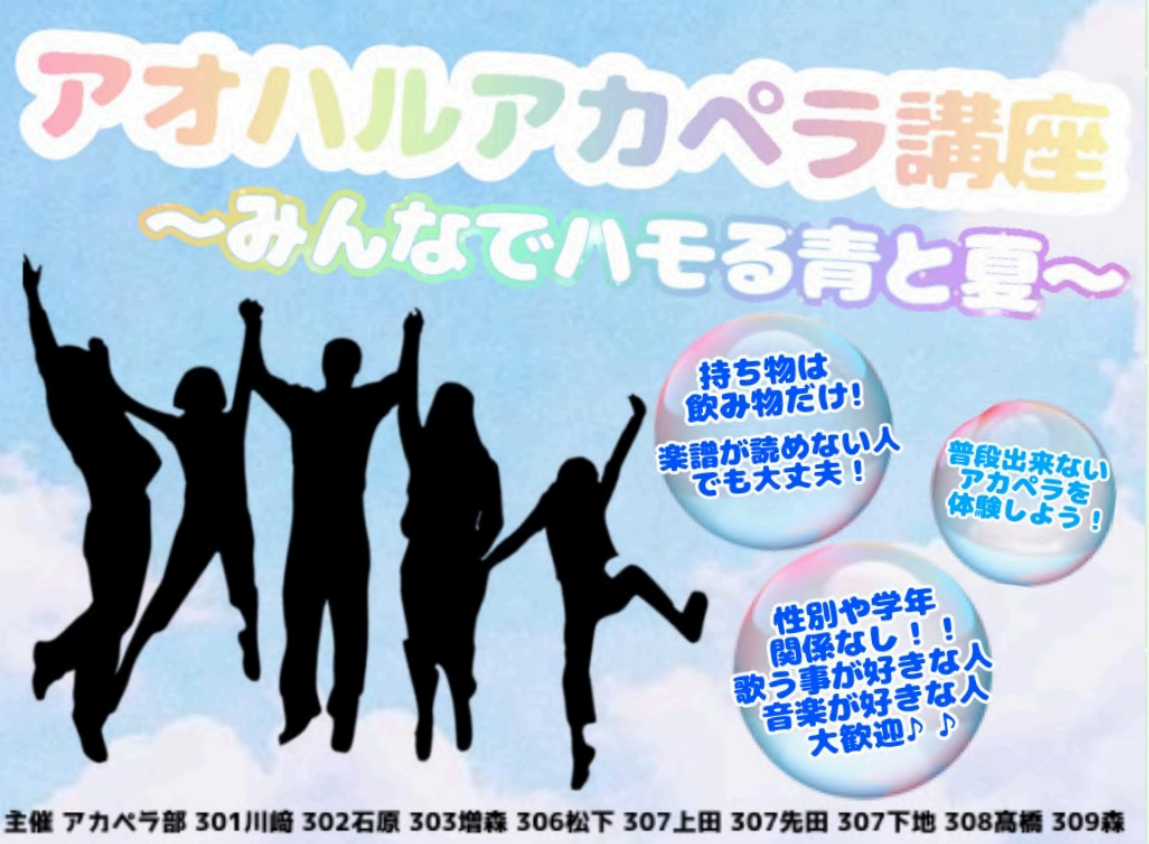 アオハルアカペラ講座
～みんなでハモる青と夏～
持ち物は
飲み物だけ!
楽譜が読めない人
でも大丈夫!
普段出来ない
アカペラを
体験しよう!
性別や学年
関係なし!!
歌う事が好きな人
音楽が好きな人
大歓迎♪ ♪
主催 アカペラ部 301川﨑 302石原 303増森 306松下 307上田 307先田 307下地 308髙橋 309森